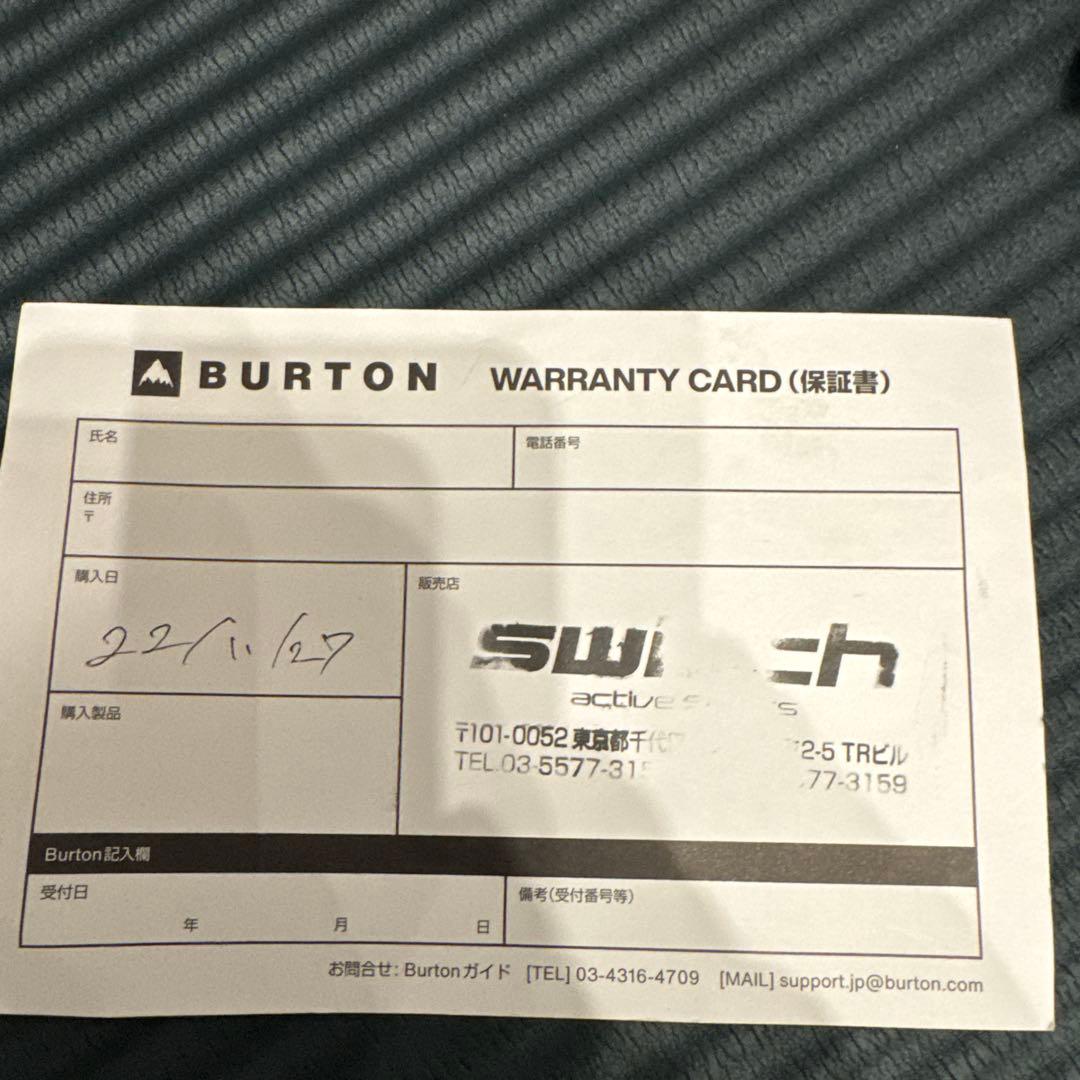 BURTON WARRANTY CARD（保証書）
氏名
電話番号
住所
〒
購入日
22/11/27
販売店
active
〒101-0052 東京都千代 2-5 TRビル
TEL.03-5577-315 77-3159
購入製品
Burton記入欄
受付日
年 月 日
備考（受付番号等）
お問合せ: Burtonガイド [TEL] 03-4316-4709 [MAIL] support.jp@burton.com